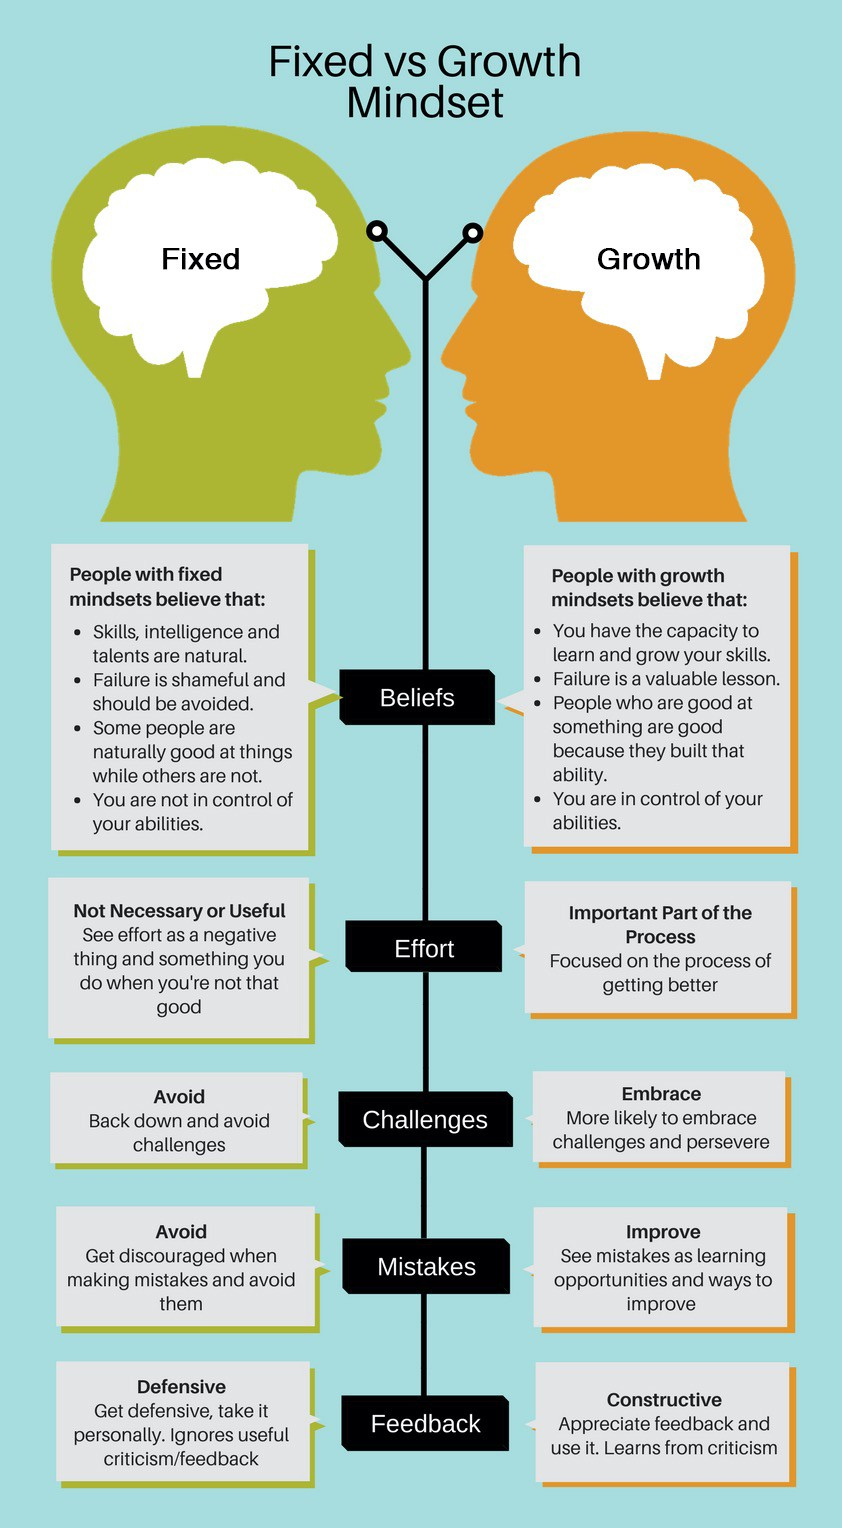 Fixed vs Growth
Mindset
Fixed
Growth
People with fixed
mindsets believe that:
• Skills, intelligence and
talents are natural.
• Failure is shameful and
should be avoided.
• Some people are
naturally good at things
while others are not.
• You are not in control of
your abilities.
Beliefs
People with growth
mindsets believe that:
• You have the capacity to
learn and grow your skills.
• Failure is a valuable lesson.
• People who are good at
something are good
because they built that
ability.
• You are in control of your
abilities.
Not Necessary or Useful
See effort as a negative
thing and something you
do when you're not that
good
Effort
Important Part of the
Process
Focused on the process of
getting better
Avoid
Back down and avoid
challenges
Challenges
Embrace
More likely to embrace
challenges and persevere
Avoid
Get discouraged when
making mistakes and avoid
them
Mistakes
Improve
See mistakes as learning
opportunities and ways to
improve
Defensive
Get defensive, take it
personally. Ignores useful
criticism/feedback
Feedback
Constructive
Appreciate feedback and
use it. Learns from criticism